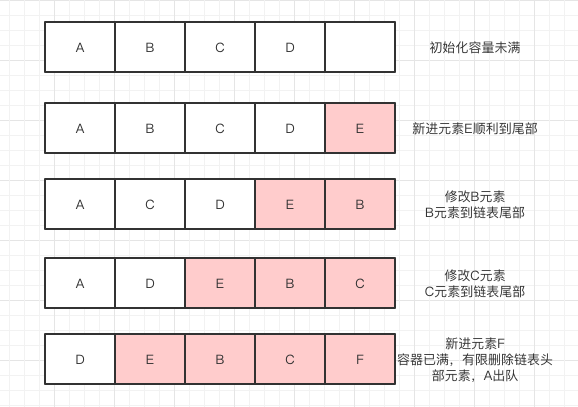 A B C D
初始化容量未满
A B C D E
新进元素E顺利到尾部
A C D E B
修改B元素
B元素到链表尾部
A D E B C
修改C元素
C元素到链表尾部
D E B C F
新进元素F
容器已满，有限删除链表头
部元素，A出队